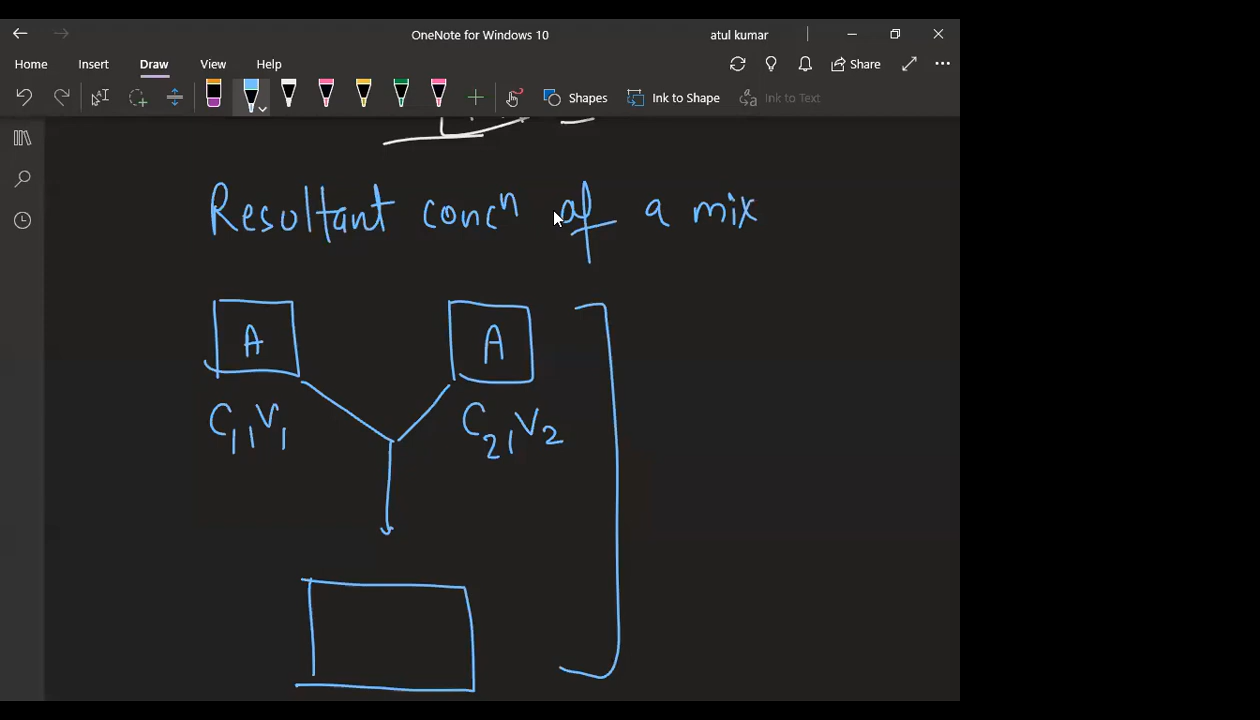 OneNote for Windows 10
atul kumar
Home Insert Draw View Help
Share
Shapes Ink to Shape Ink to Text
Resultant concⁿ of a mix
A A
C₁, V₁ C₂, V₂